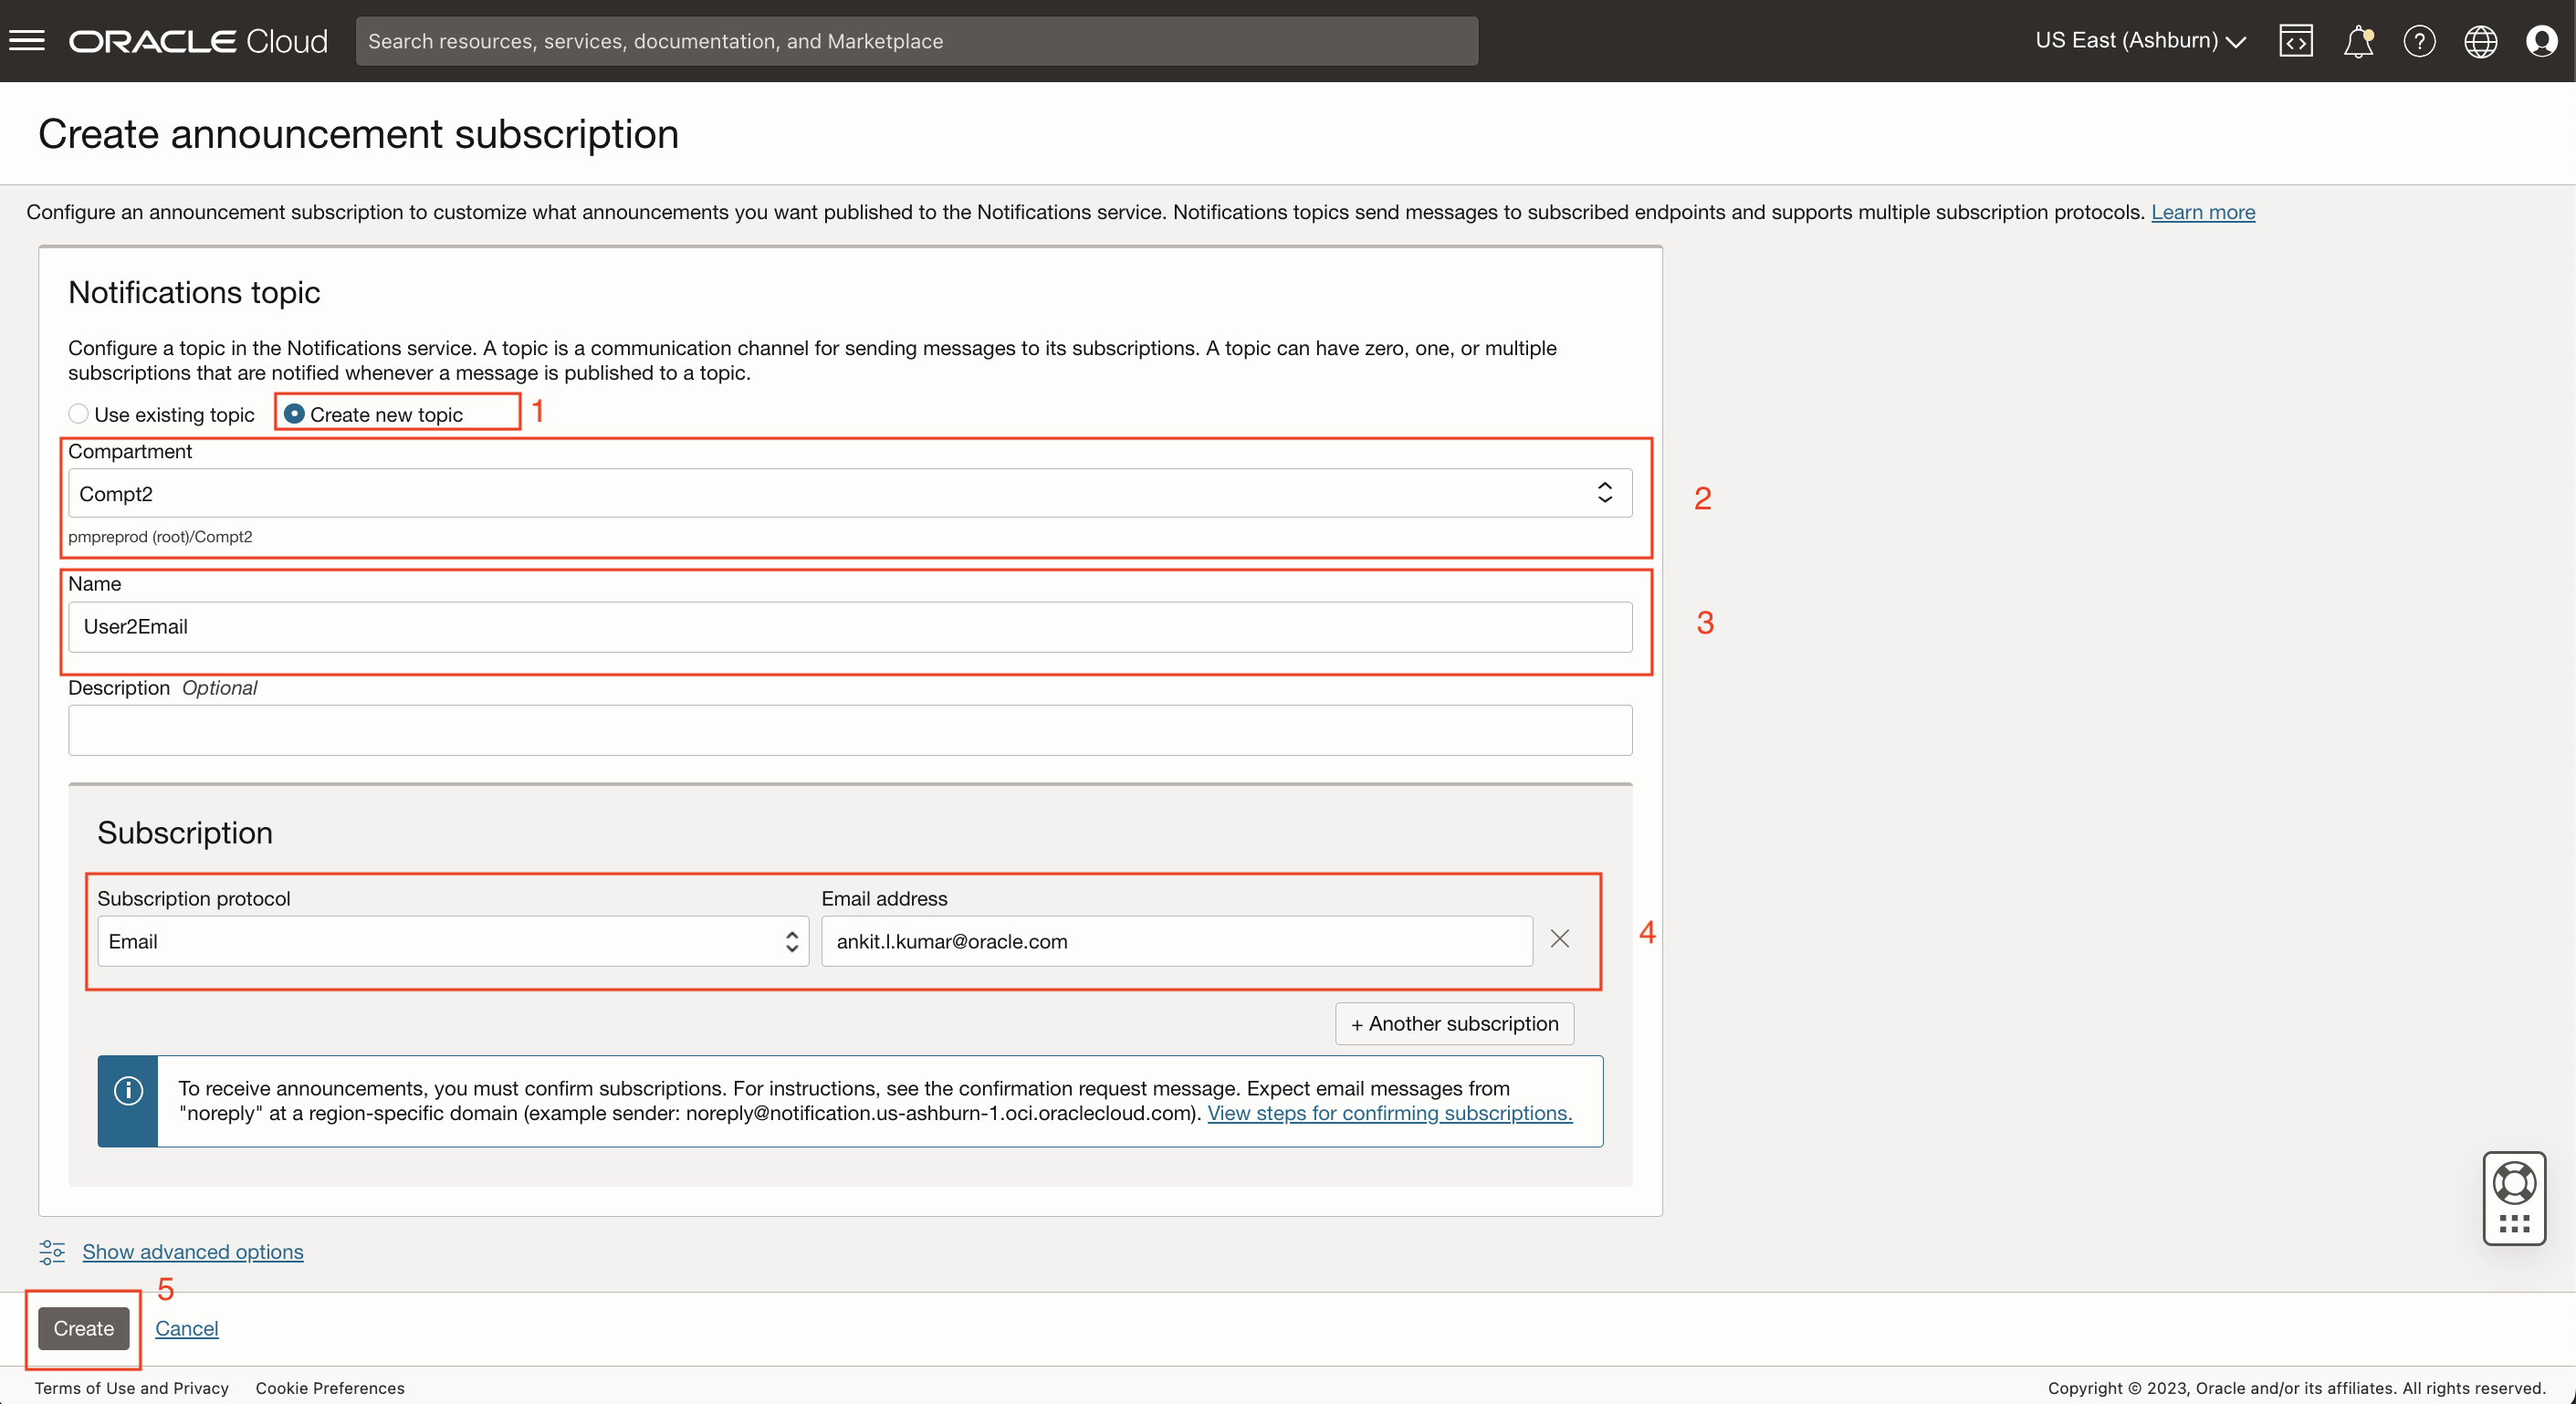 ORACLE Cloud
Search resources, services, documentation, and Marketplace
US East (Ashburn)
Create announcement subscription
Configure an announcement subscription to customize what announcements you want published to the Notifications service. Notifications topics send messages to subscribed endpoints and supports multiple subscription protocols. Learn more
Notifications topic
Configure a topic in the Notifications service. A topic is a communication channel for sending messages to its subscriptions. A topic can have zero, one, or multiple
subscriptions that are notified whenever a message is published to a topic.
Use existing topic Create new topic 1
Compartment
Compt2
2
pmpreprod (root)/Compt2
Name
User2Email
3
Description Optional
Subscription
Subscription protocol Email address
Email ankit.l.kumar@oracle.com
4
+ Another subscription
To receive announcements, you must confirm subscriptions. For instructions, see the confirmation request message. Expect email messages from
"noreply" at a region-specific domain (example sender: noreply@notification.us-ashburn-1.oci.oraclecloud.com). View steps for confirming subscriptions.
Show advanced options
5
Create Cancel
Terms of Use and Privacy Cookie Preferences
Copyright © 2023, Oracle and/or its affiliates. All rights reserved.